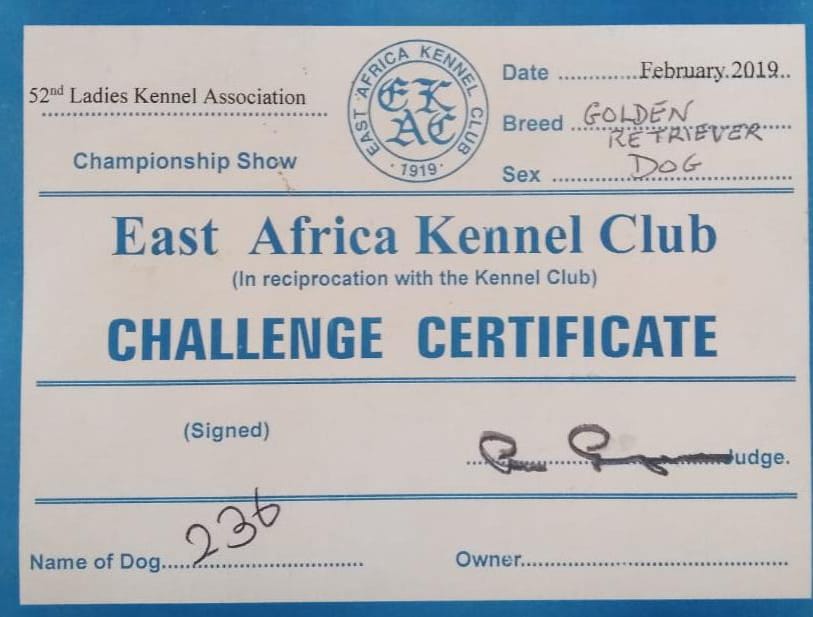 52nd Ladies Kennel Association
Championship Show
EAST AFRICA KENNEL CLUB
EKAC
· 1919 ·
Date ..............February.2019..
Breed GOLDEN
RETRIEVER
Sex DOG
East Africa Kennel Club
(In reciprocation with the Kennel Club)
CHALLENGE CERTIFICATE
(Signed)
Judge.
Name of Dog 236
Owner